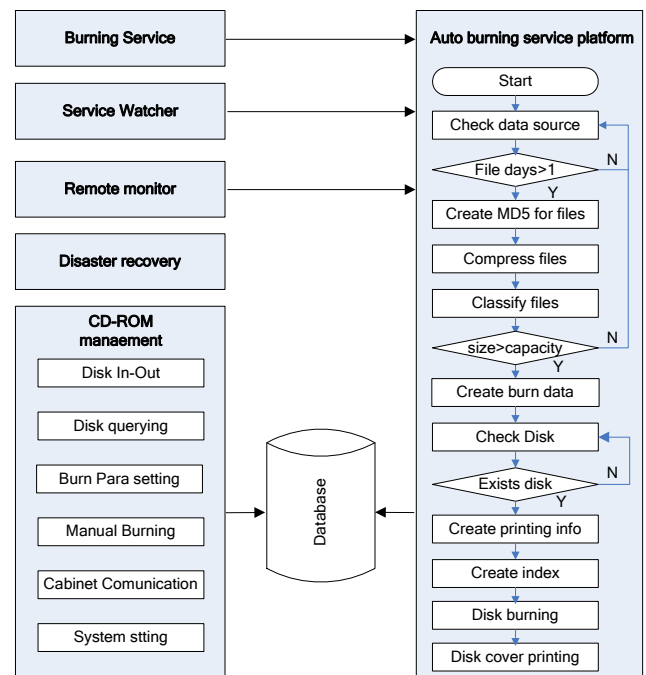 Burning Service
Service Watcher
Remote monitor
Disaster recovery
CD-ROM
manaement
Disk In-Out
Disk querying
Burn Para setting
Manual Burning
Cabinet Comunication
System stting
Database
Auto burning service platform
Start
Check data source
File days>1
N
Y
Create MD5 for files
Compress files
Classify files
size>capacity
N
Y
Create burn data
Check Disk
Exists disk
N
Y
Create printing info
Create index
Disk burning
Disk cover printing